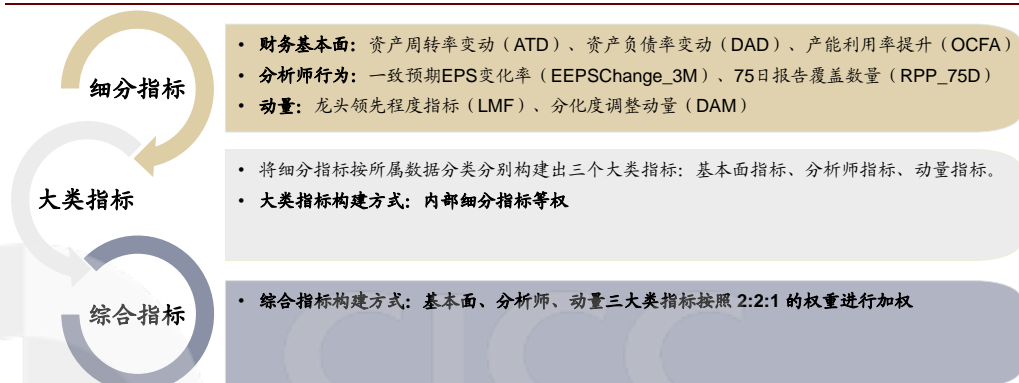 细分指标
• 财务基本面：资产周转率变动（ATD）、资产负债率变动（DAD）、产能利用率提升（OCFA）
• 分析师行为：一致预期EPS变化率（EEPSChange_3M）、75日报告覆盖数量（RPP_75D）
• 动量：龙头领先程度指标（LMF）、分化度调整动量（DAM）
大类指标
• 将细分指标按所属数据分类分别构建出三个大类指标：基本面指标、分析师指标、动量指标。
• 大类指标构建方式：内部细分指标等权
综合指标
• 综合指标构建方式：基本面、分析师、动量三大类指标按照 2:2:1 的权重进行加权
CICC